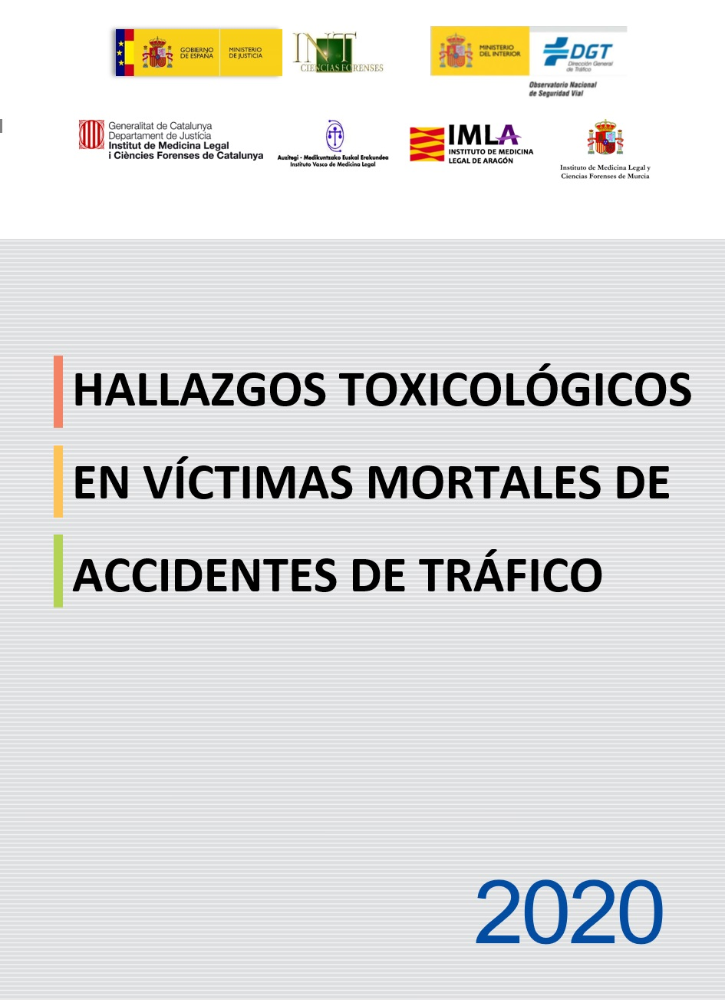 GOBIERNO
DE ESPAÑA
MINISTERIO
DE JUSTICIA
INT
CIENCIAS FORENSES
MINISTERIO
DEL INTERIOR
DGT
Dirección General
de Tráfico
Observatorio Nacional
de Seguridad Vial
Generalitat de Catalunya
Departament de Justícia
Institut de Medicina Legal
i Ciències Forenses de Catalunya
Auzitegi - Medikuntzako Euskal Erakundea
Instituto Vasco de Medicina Legal
IMLA
INSTITUTO DE MEDICINA
LEGAL DE ARAGÓN
Instituto de Medicina Legal y
Ciencias Forenses de Murcia
HALLAZGOS TOXICOLÓGICOS
EN VÍCTIMAS MORTALES DE
ACCIDENTES DE TRÁFICO
2020